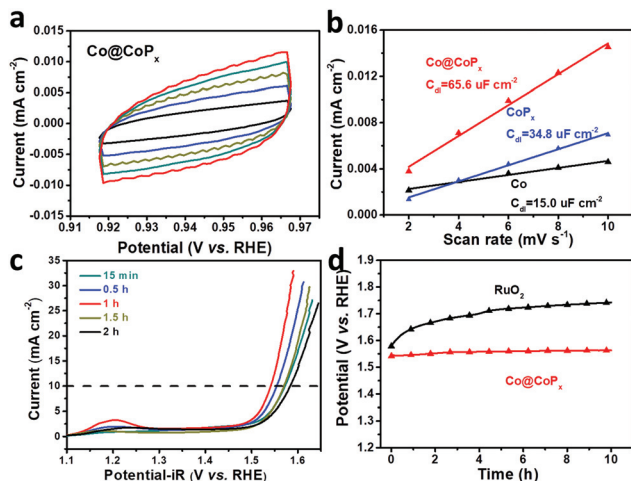 a
Co@CoPx
Current (mA cm-2)
0.015
0.010
0.005
0.000
-0.005
-0.010
-0.015
0.91 0.92 0.93 0.94 0.95 0.96 0.97
Potential (V vs. RHE)
b
Current (mA cm-2)
0.016
0.012
0.008
0.004
0.000
2 4 6 8 10
Scan rate (mV s-1)
Co@CoPx
Cdl=65.6 uF cm-2
CoPx
Cdl=34.8 uF cm-2
Co
Cdl=15.0 uF cm-2
c
Current (mA cm-2)
35
30
25
20
15
10
5
0
15 min
0.5 h
1 h
1.5 h
2 h
1.1 1.2 1.3 1.4 1.5 1.6
Potential-iR (V vs. RHE)
d
Potential (V vs. RHE)
1.9
1.8
1.7
1.6
1.5
1.4
1.3
1.2
RuO2
Co@CoPx
0 2 4 6 8 10
Time (h)